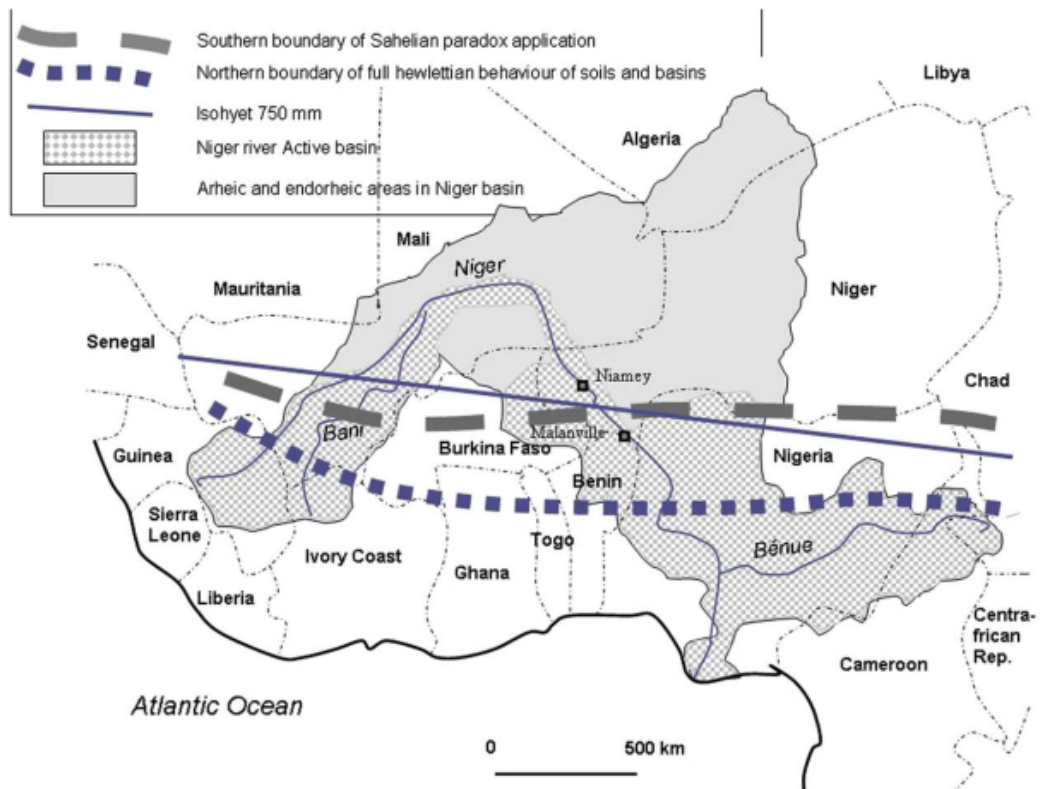 Southern boundary of Sahelian paradox application
Northern boundary of full hewlettian behaviour of soils and basins
Isohyet 750 mm
Niger river Active basin
Arheic and endorheic areas in Niger basin
Libya
Algeria
Mali
Niger
Mauritania
Niger
Senegal
Niamey
Chad
Bani
Malanville
Burkina Faso
Guinea
Nigeria
Benin
Sierra
Leone
Ivory Coast
Togo
Bénue
Ghana
Liberia
Centra-
african
Rep.
Cameroon
Atlantic Ocean
0
500 km